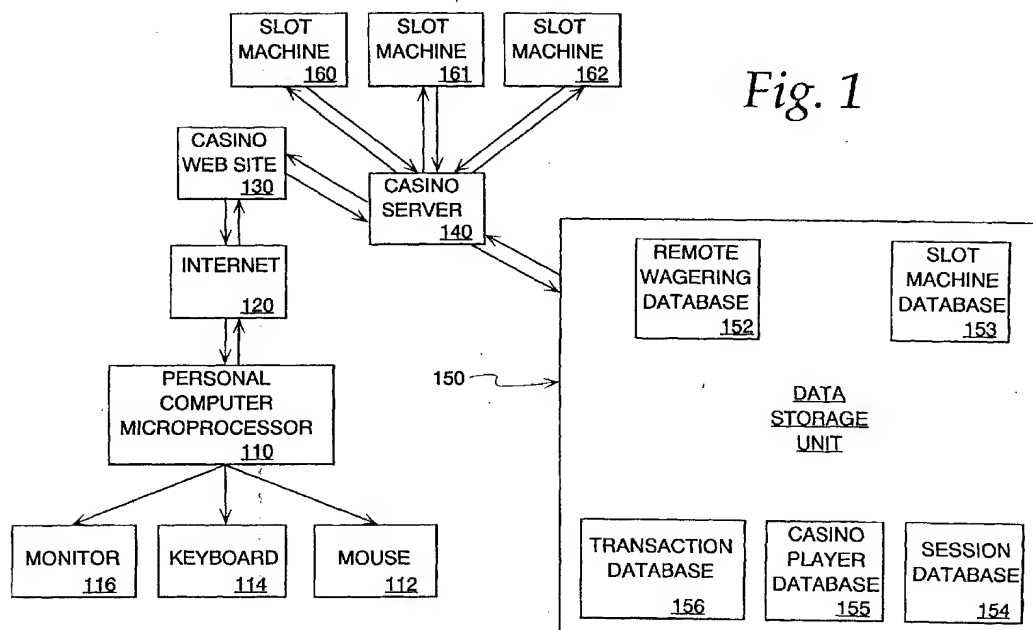 SLOT
MACHINE
160
SLOT
MACHINE
161
SLOT
MACHINE
162
Fig. 1
CASINO
WEB SITE
130
CASINO
SERVER
140
INTERNET
120
REMOTE
WAGERING
DATABASE
152
SLOT
MACHINE
DATABASE
153
PERSONAL
COMPUTER
MICROPROCESSOR
110
150
DATA
STORAGE
UNIT
MONITOR
116
KEYBOARD
114
MOUSE
112
TRANSACTION
DATABASE
156
CASINO
PLAYER
DATABASE
155
SESSION
DATABASE
154